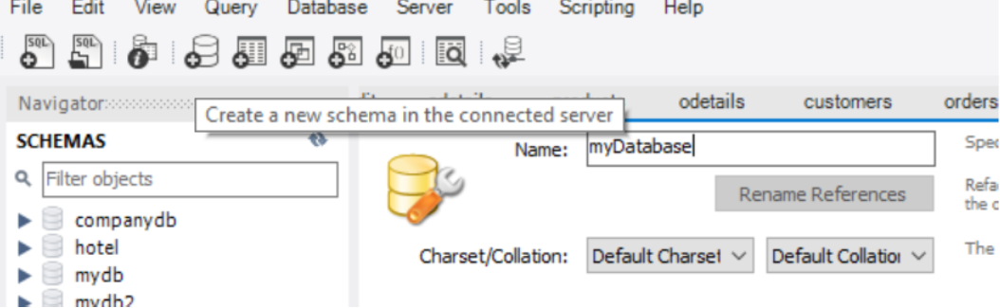 File Edit View Query Database Server Tools Scripting Help
SQL SQL
f()
Navigator
Create a new schema in the connected server
odetails customers orders
SCHEMAS
Name: myDatabase
Filter objects
Rename References
the
companydb
hotel
Charset/Collation: Default Charset Default Collation
The
mydb
mydb2